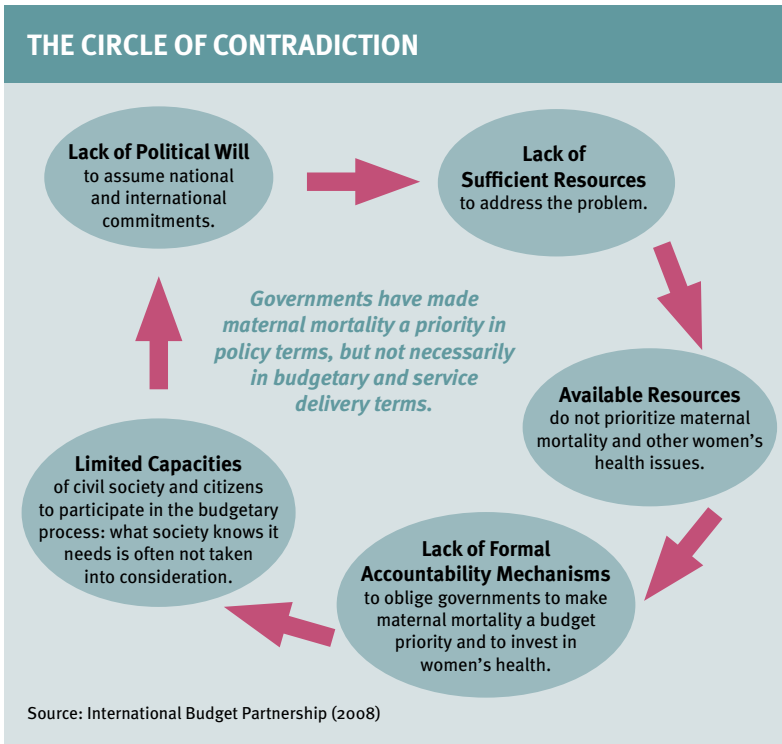 THE CIRCLE OF CONTRADICTION
Lack of Political Will
to assume national
and international
commitments.
Lack of
Sufficient Resources
to address the problem.
Governments have made
maternal mortality a priority in
policy terms, but not necessarily
in budgetary and service
delivery terms.
Available Resources
do not prioritize maternal
mortality and other women’s
health issues.
Lack of Formal
Accountability Mechanisms
to oblige governments to make
maternal mortality a budget
priority and to invest in
women’s health.
Limited Capacities
of civil society and citizens
to participate in the budgetary
process: what society knows it
needs is often not taken
into consideration.
Source: International Budget Partnership (2008)